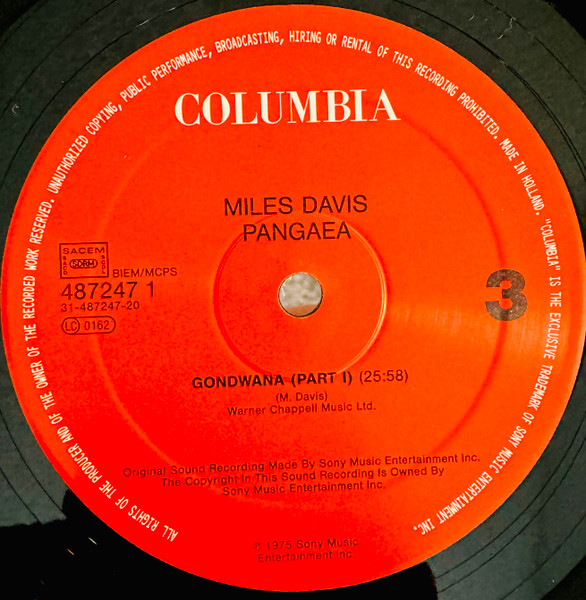 ALL RIGHTS OF THE PRODUCER AND OF THE OWNER OF THE RECORDED WORK RESERVED. UNAUTHORIZED COPYING, PUBLIC PERFORMANCE, BROADCASTING, HIRING OR RENTAL OF THIS RECORDING PROHIBITED. MADE IN HOLLAND. "COLUMBIA" IS THE EXCLUSIVE TRADEMARK OF SONY MUSIC ENTERTAINMENT INC.
COLUMBIA
MILES DAVIS
PANGAEA
SACEM
SACD
SDRM
SCGL
BIEM/MCPS
487247 1
31-487247-20
LC 0162
3
GONDWANA (PART I) (25:58)
(M. Davis)
Warner Chappell Music Ltd.
Original Sound Recording Made By Sony Music Entertainment Inc.
The Copyright In This Sound Recording Is Owned By
Sony Music Entertainment Inc.
℗ 1975 Sony Music
Entertainment Inc.